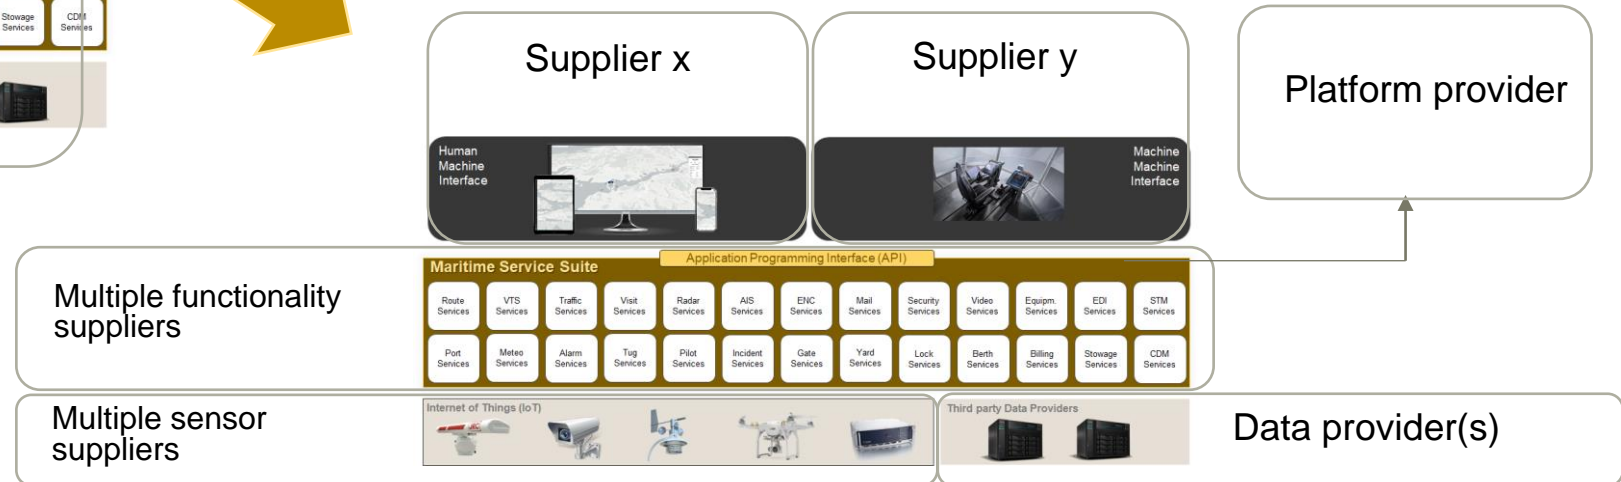 Stowage
Services
CDM
Services
Supplier x
Supplier y
Platform provider
Human
Machine
Interface
Machine
Machine
Interface
Application Programming Interface (API)
Maritime Service Suite
Multiple functionality
suppliers
Route
Services
VTS
Services
Traffic
Services
Visit
Services
Radar
Services
AIS
Services
ENC
Services
Mail
Services
Security
Services
Video
Services
Equipm.
Services
EDI
Services
STM
Services
Port
Services
Meteo
Services
Alarm
Services
Tug
Services
Pilot
Services
Incident
Services
Gate
Services
Yard
Services
Lock
Services
Berth
Services
Billing
Services
Stowage
Services
CDM
Services
Multiple sensor
suppliers
Internet of Things (IoT)
Third party Data Providers
Data provider(s)